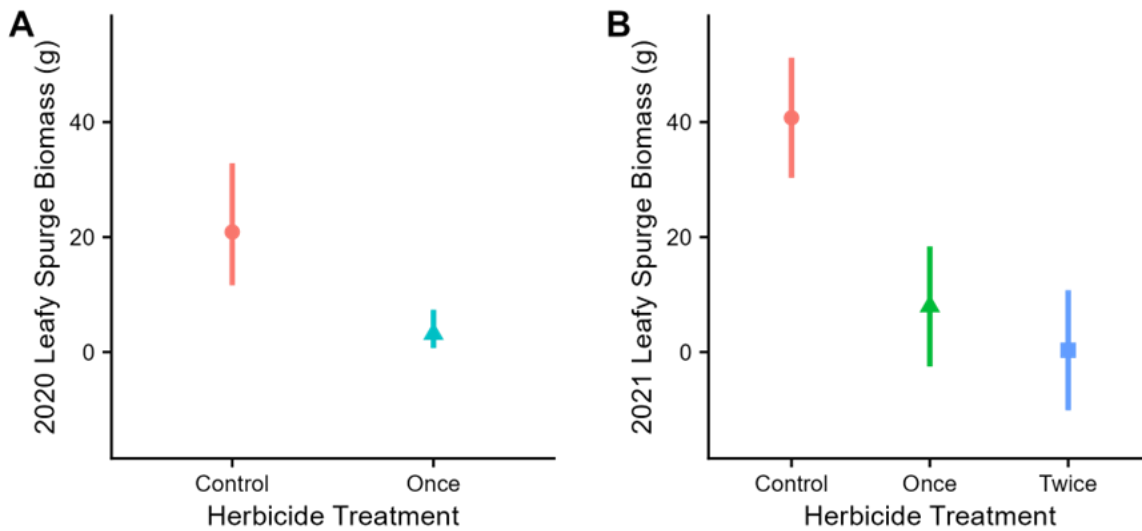 A
2020 Leafy Spurge Biomass (g)
40
20
0
Control Once
Herbicide Treatment
B
2021 Leafy Spurge Biomass (g)
40
20
0
Control Once Twice
Herbicide Treatment